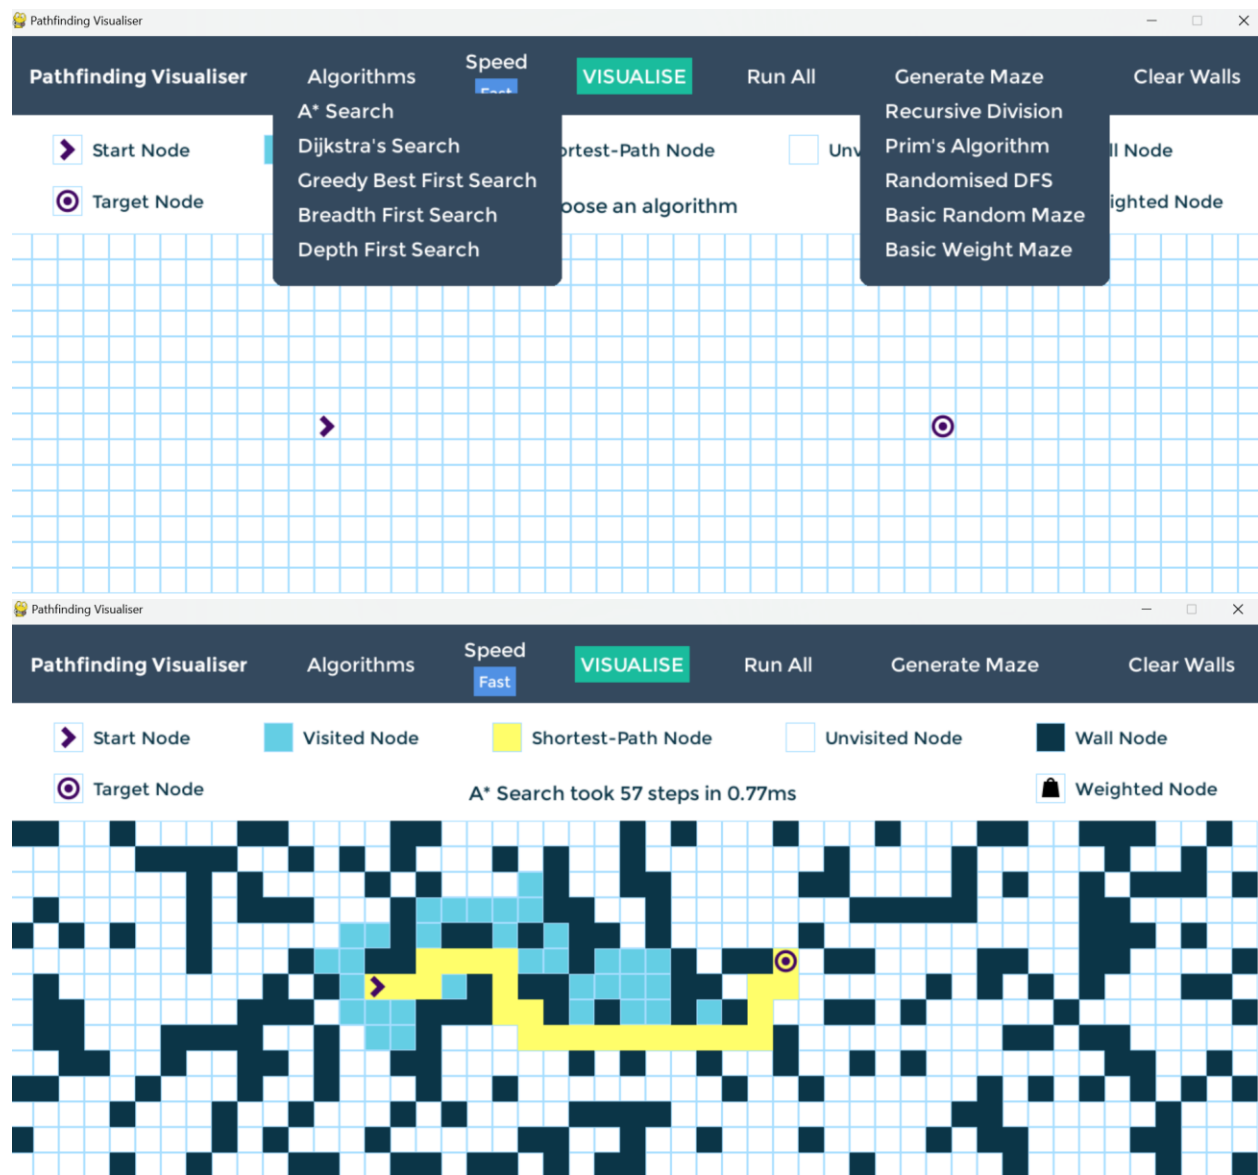 Pathfinding Visualiser
Pathfinding Visualiser Algorithms Speed VISUALISE Run All Generate Maze Clear Walls
Fast
A* Search Recursive Division
Start Node Dijkstra's Search ortest-Path Node Unv Prim's Algorithm ll Node
Greedy Best First Search Randomised DFS
Target Node Breadth First Search oose an algorithm Basic Random Maze ighted Node
Depth First Search Basic Weight Maze
Pathfinding Visualiser
Pathfinding Visualiser Algorithms Speed VISUALISE Run All Generate Maze Clear Walls
Fast
Start Node Visited Node Shortest-Path Node Unvisited Node Wall Node
Target Node A* Search took 57 steps in 0.77ms Weighted Node